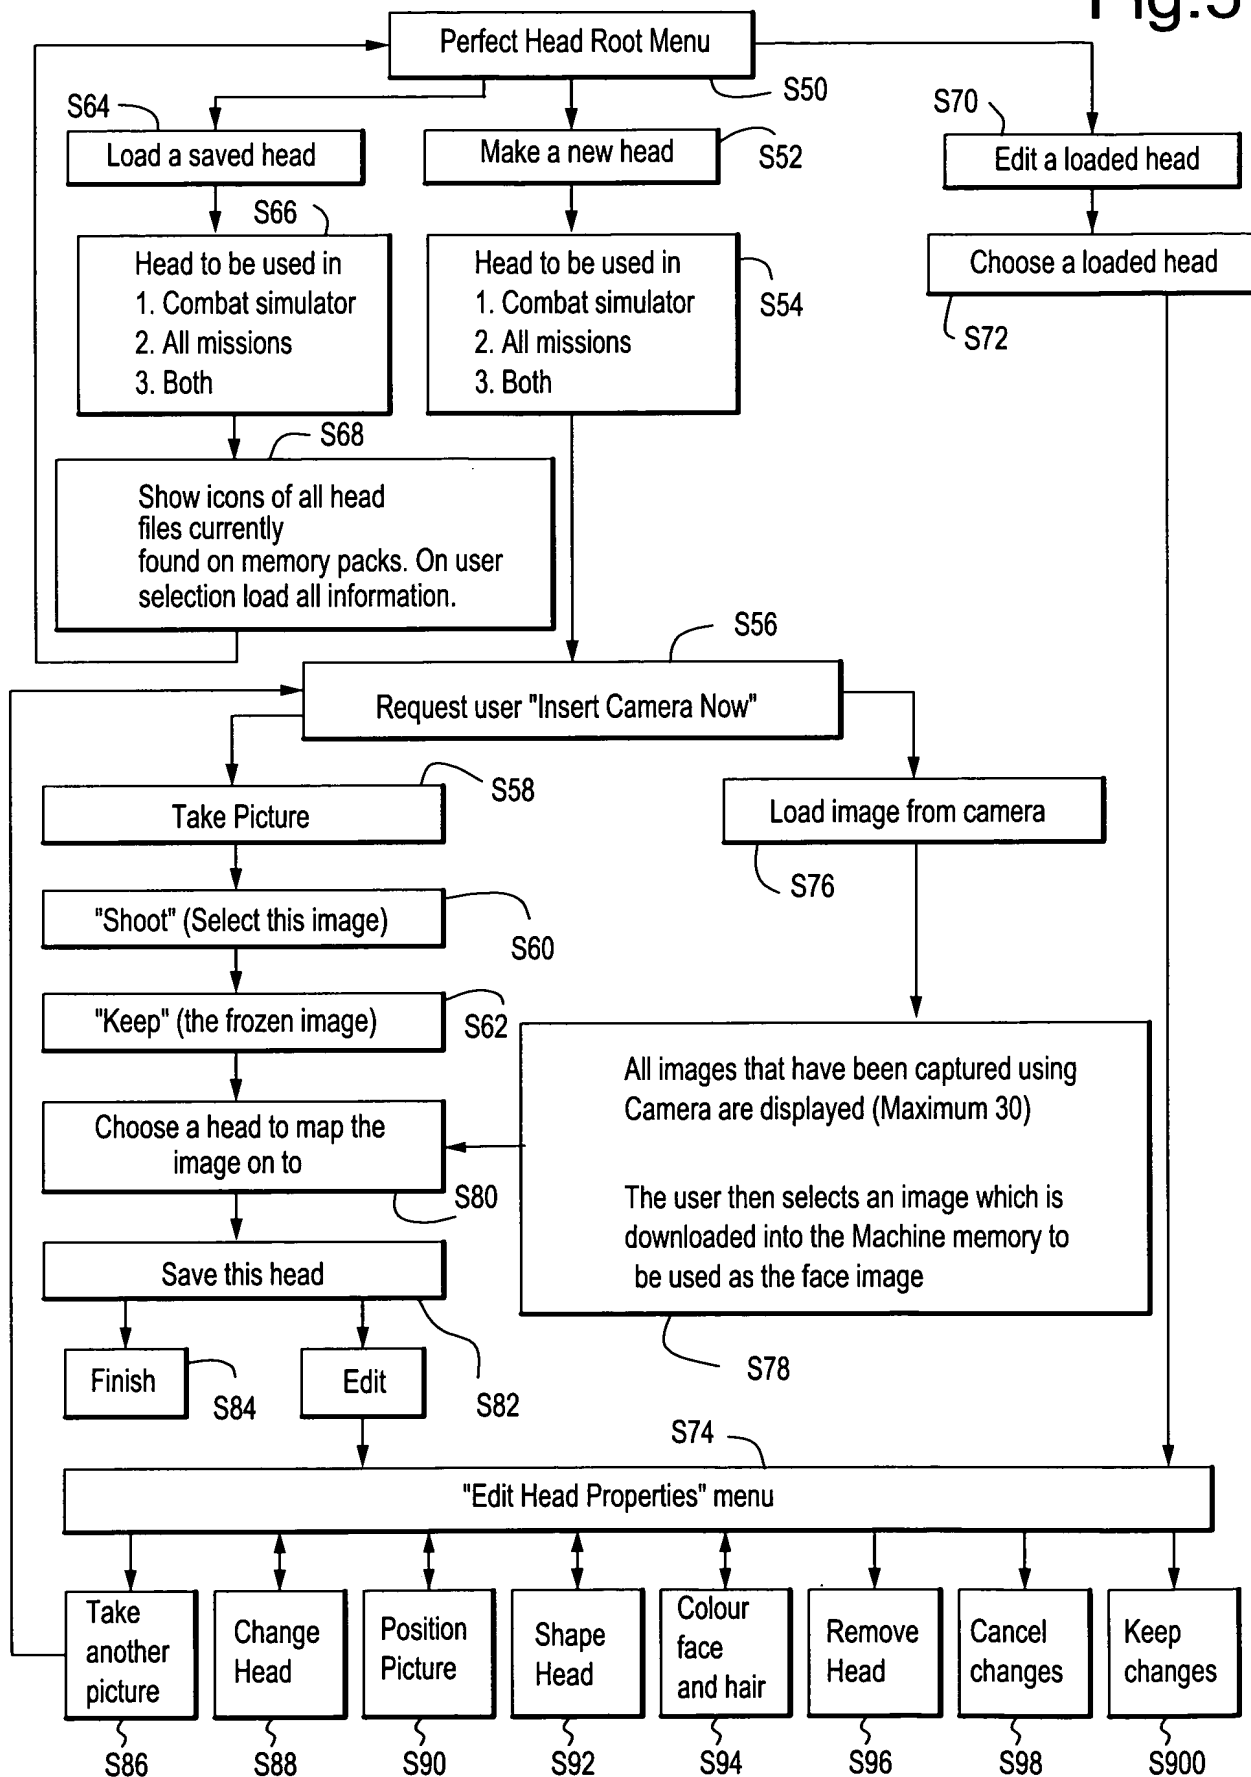 Fig.5
Perfect Head Root Menu
S50
S64
S70
Load a saved head
Make a new head
S52
Edit a loaded head
S66
Head to be used in
1. Combat simulator
2. All missions
3. Both
Head to be used in
1. Combat simulator
2. All missions
3. Both
S54
Choose a loaded head
S72
S68
Show icons of all head
files currently
found on memory packs. On user
selection load all information.
S56
Request user "Insert Camera Now"
S58
Take Picture
Load image from camera
S76
"Shoot" (Select this image)
S60
"Keep" (the frozen image)
S62
All images that have been captured using
Camera are displayed (Maximum 30)
The user then selects an image which is
downloaded into the Machine memory to
be used as the face image
S78
Choose a head to map the
image on to
S80
Save this head
S82
Finish
S84
Edit
S74
"Edit Head Properties" menu
Take
another
picture
Change
Head
Position
Picture
Shape
Head
Colour
face
and hair
Remove
Head
Cancel
changes
Keep
changes
S86
S88
S90
S92
S94
S96
S98
S900